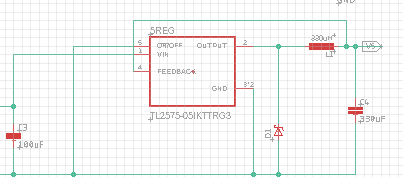 5REG
5 ON/OFF OUTPUT 2
1 VIN
4 FEEDBACK
GND 3*2
TL2575-05IKTTRG3
330uH
L1
V5
C3
100uF
D1
C4
330uF